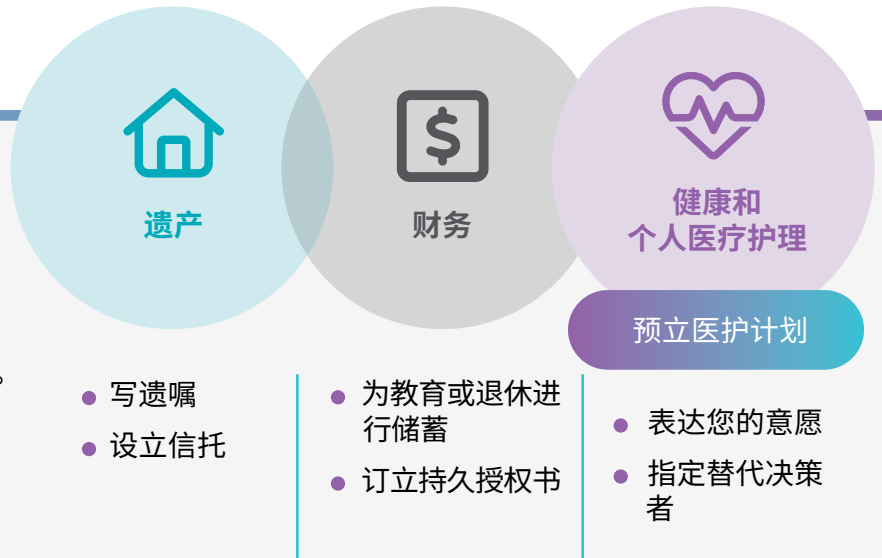 遗产
财务
健康和
个人医疗护理
预立医护计划
。
写遗嘱
设立信托
为教育或退休进
行储蓄
订立持久授权书
表达您的意愿
指定替代决策
者